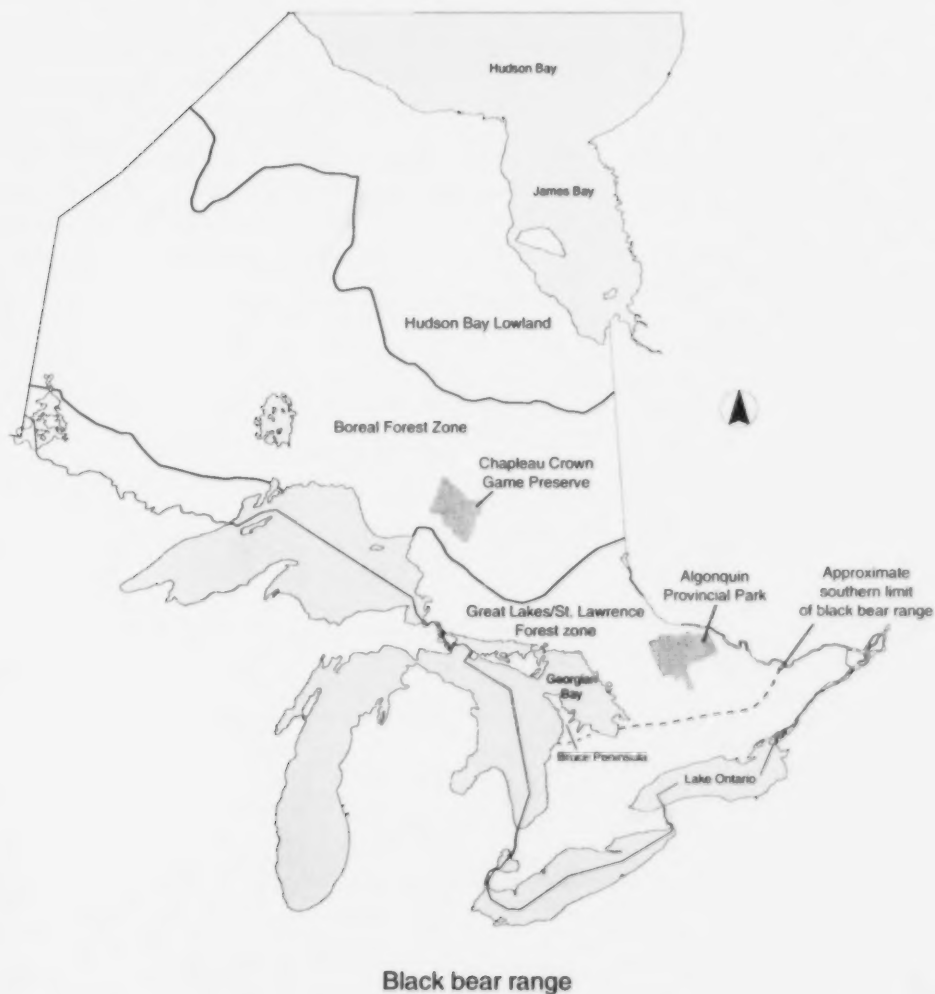 Hudson Bay
James Bay
Hudson Bay Lowland
Boreal Forest Zone
Chapleau Crown
Game Preserve
Algonquin
Provincial Park
Approximate
southern limit
of black bear range
Great Lakes/St. Lawrence
Forest zone
Georgian
Bay
Bruce Peninsula
Lake Ontario
Black bear range